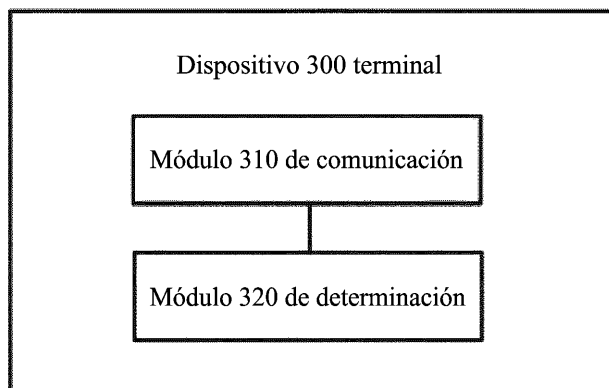 Dispositivo 300 terminal
Módulo 310 de comunicación
Módulo 320 de determinación